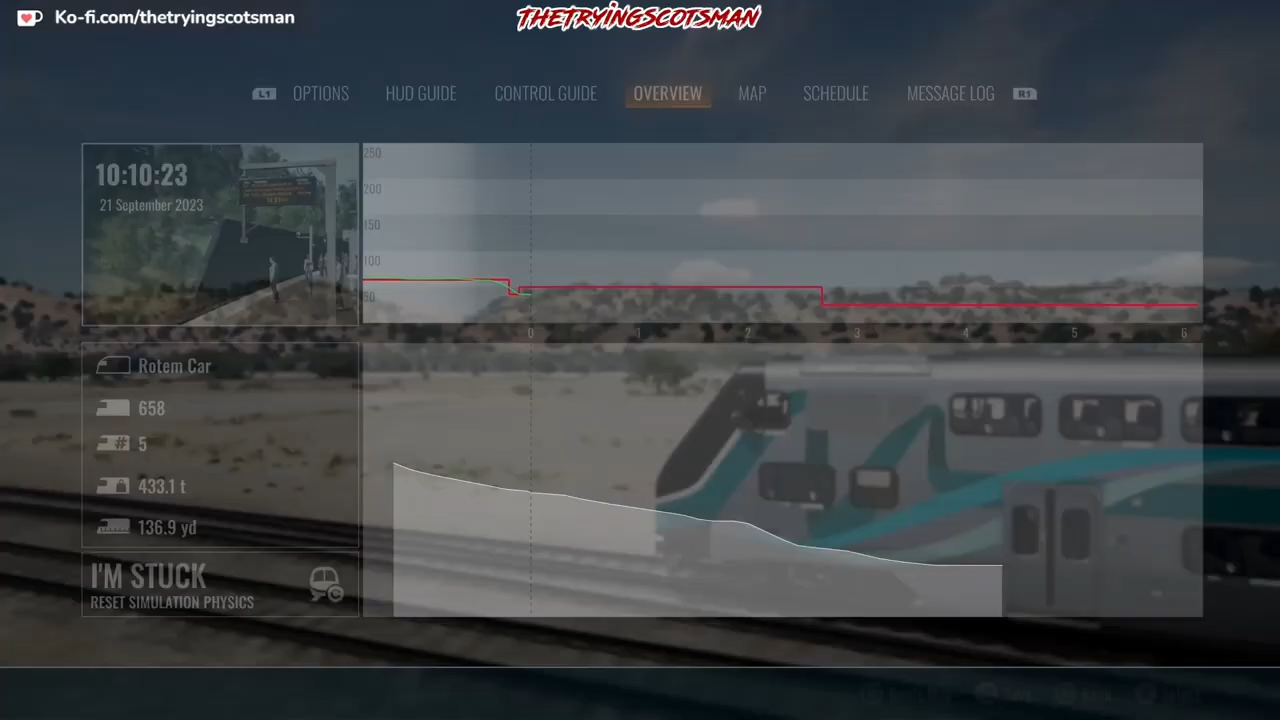 Ko-fi.com/thetryingscotsman
THETRYINGSCOTSMAN
L1 OPTIONS HUD GUIDE CONTROL GUIDE OVERVIEW MAP SCHEDULE MESSAGE LOG R1
10:10:23
21 September 2023
250
200
150
100
50
0 1 2 3 4 5 6
Rotem Car
658
# 5
433.1 t
136.9 yd
I'M STUCK
RESET SIMULATION PHYSICS